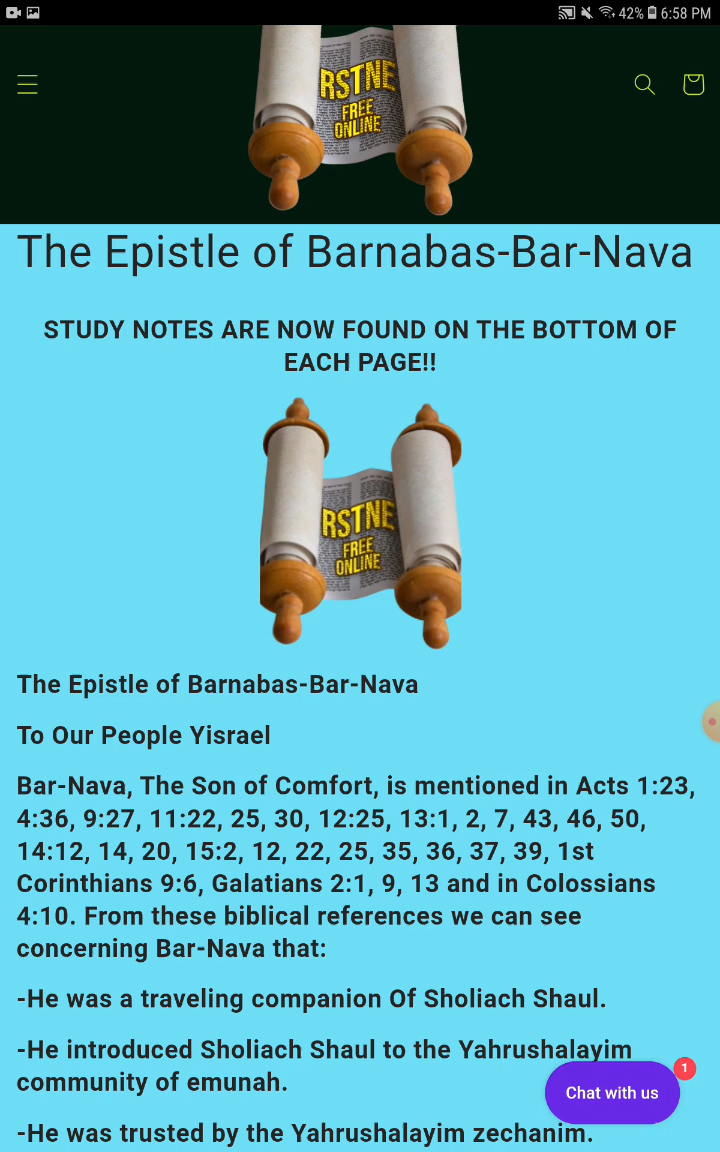 42% 6:58 PM
RSTNE
FREE
ONLINE
The Epistle of Barnabas-Bar-Nava
STUDY NOTES ARE NOW FOUND ON THE BOTTOM OF
EACH PAGE!!
RSTNE
FREE
ONLINE
The Epistle of Barnabas-Bar-Nava
To Our People Yisrael
Bar-Nava, The Son of Comfort, is mentioned in Acts 1:23,
4:36, 9:27, 11:22, 25, 30, 12:25, 13:1, 2, 7, 43, 46, 50,
14:12, 14, 20, 15:2, 12, 22, 25, 35, 36, 37, 39, 1st
Corinthians 9:6, Galatians 2:1, 9, 13 and in Colossians
4:10. From these biblical references we can see
concerning Bar-Nava that:
-He was a traveling companion Of Sholiach Shaul.
-He introduced Sholiach Shaul to the Yahrushalayim
community of emunah.
1
Chat with us
-He was trusted by the Yahrushalayim zechanim.